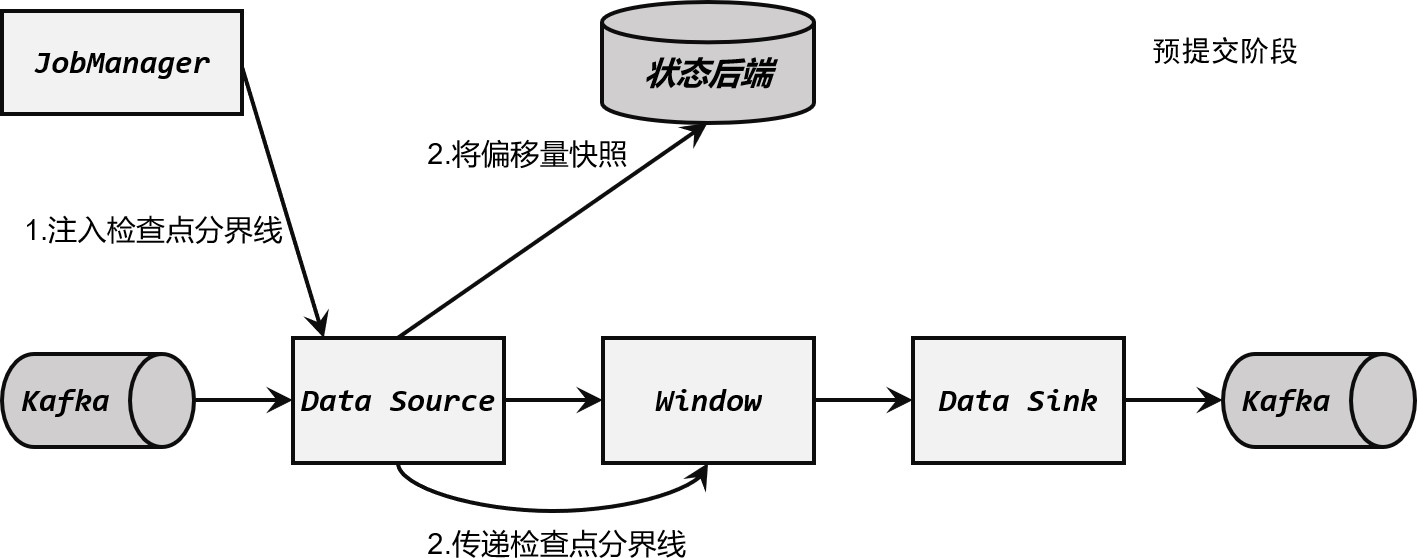 JobManager
状态后端
预提交阶段
2.将偏移量快照
1.注入检查点分界线
Kafka
Data Source
Window
Data Sink
Kafka
2.传递检查点分界线